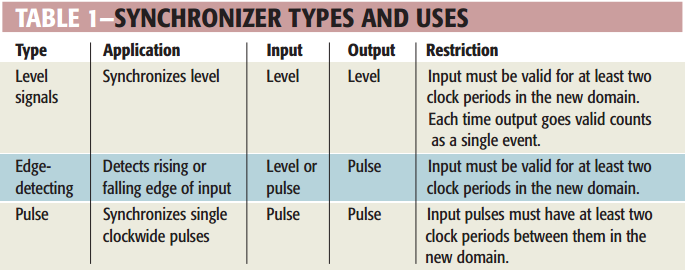 TABLE 1–SYNCHRONIZER TYPES AND USES
Type Application Input Output Restriction
Level Synchronizes level Level Level Input must be valid for at least two
signals clock periods in the new domain.
Each time output goes valid counts
as a single event.
Edge- Detects rising or Level or Pulse Input must be valid for at least two
detecting falling edge of input pulse clock periods in the new domain.
Pulse Synchronizes single Pulse Pulse Input pulses must have at least two
clockwide pulses clock periods between them in the
new domain.